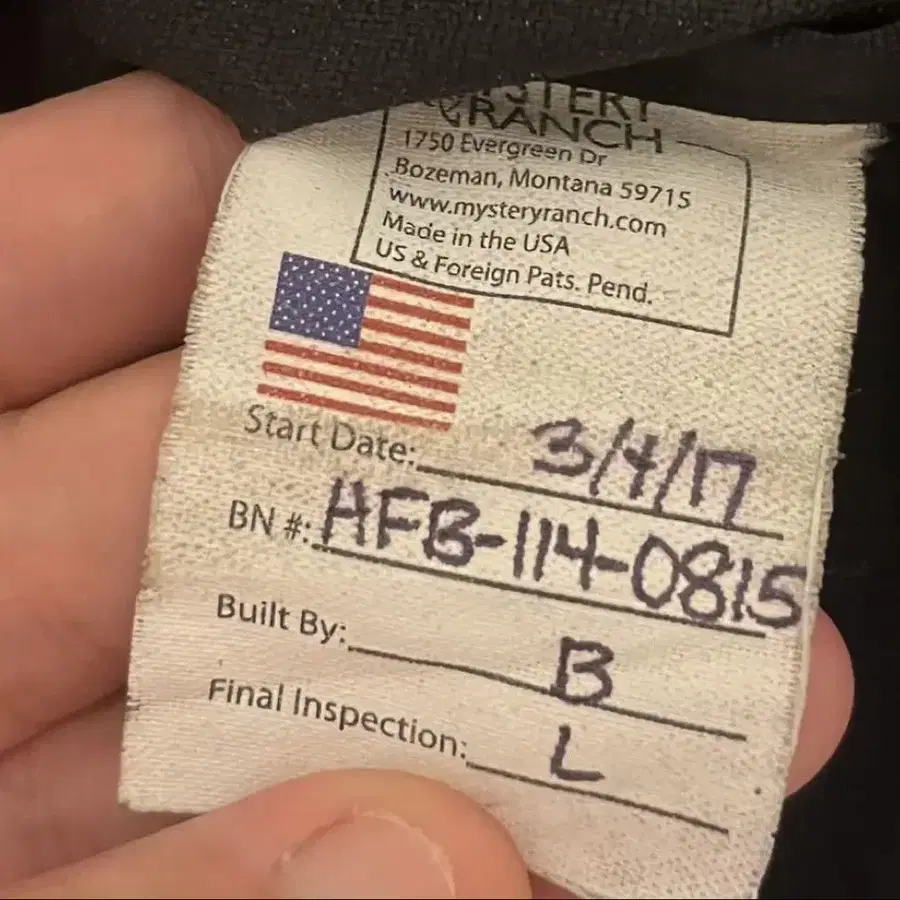 MYSTERY
RANCH
1750 Evergreen Dr
Bozeman, Montana 59715
www.mysteryranch.com
Made in the USA
US & Foreign Pats. Pend.
Start Date: 3/4/17
BN #: AFB-114-0815
Built By: B
Final Inspection: L